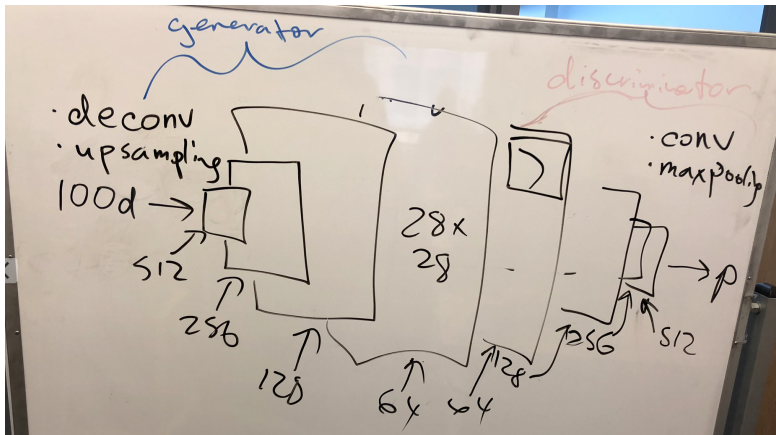 generator
discriminator
· deconv
· upsampling
· conv
· maxpooling
100d
28x
28
p
512
256
128
64
64
128
256
512